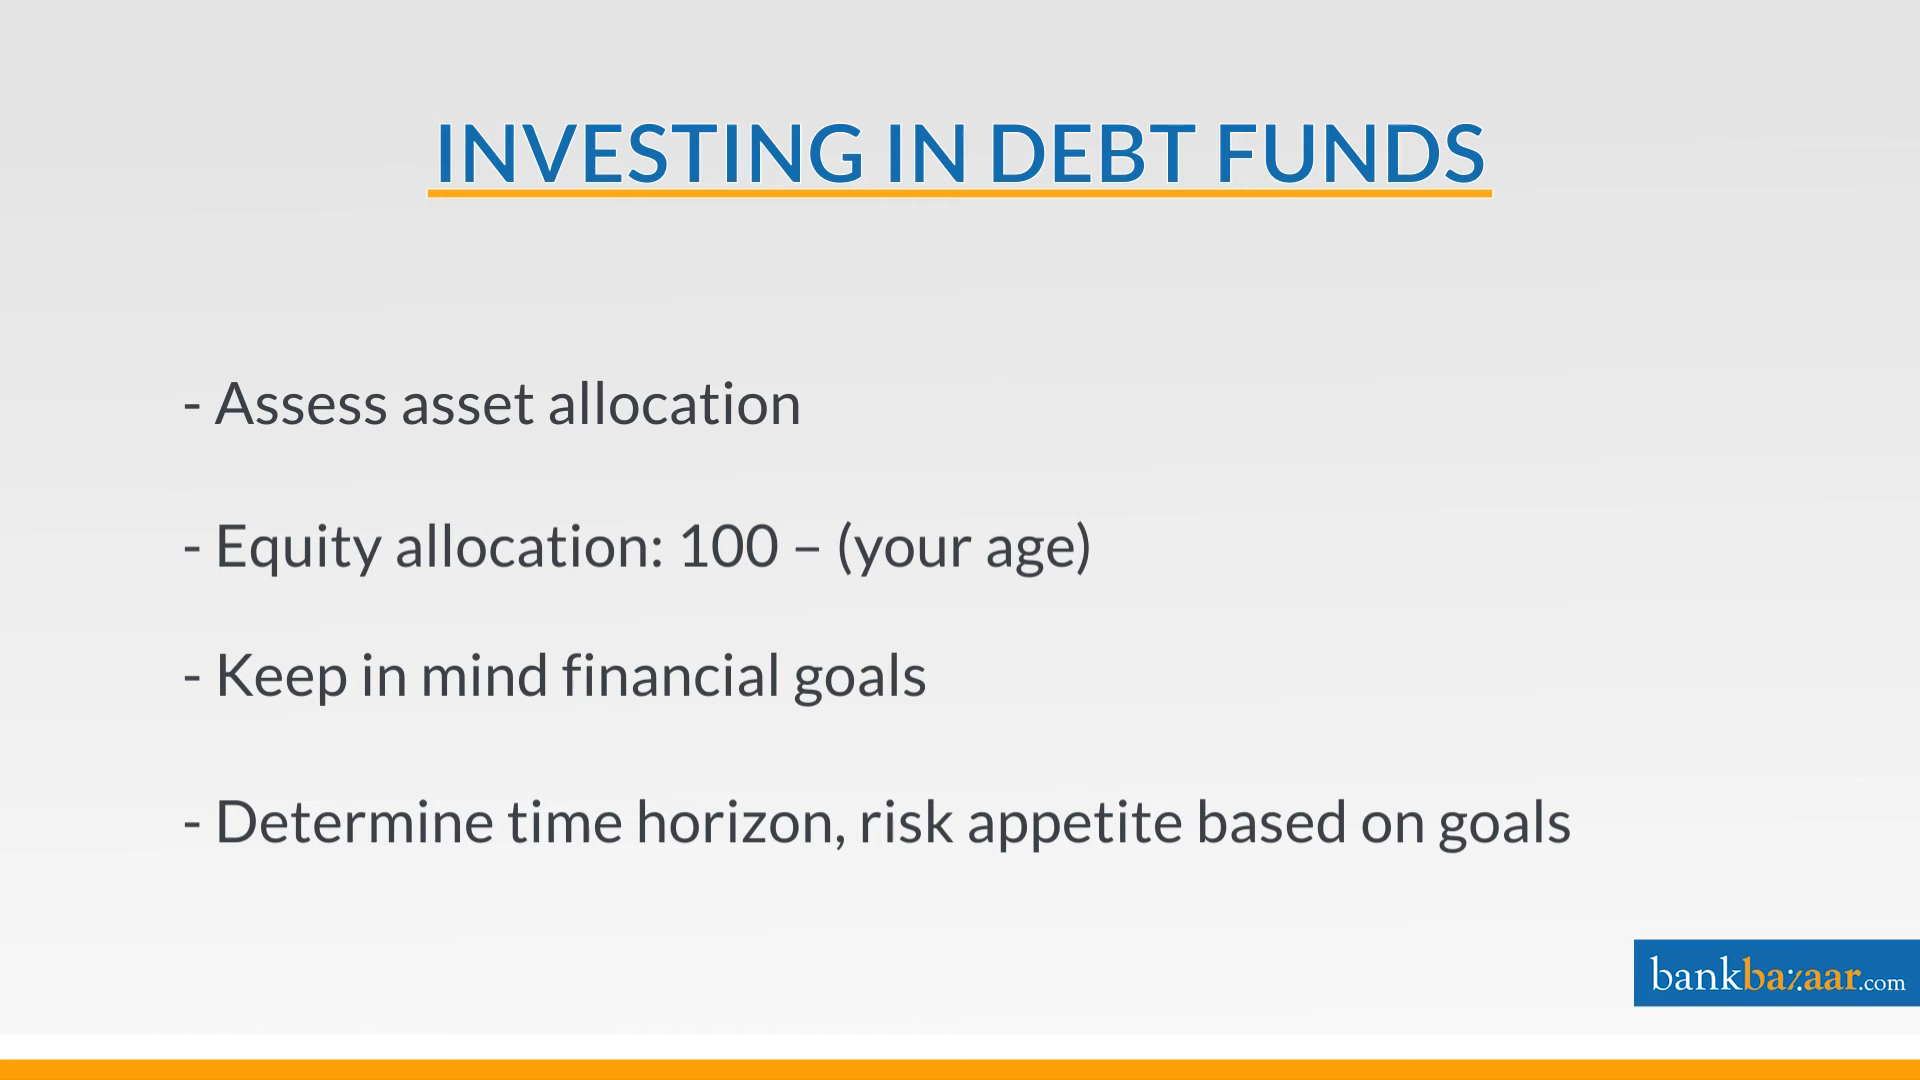 INVESTING IN DEBT FUNDS
- Assess asset allocation
- Equity allocation: 100 – (your age)
- Keep in mind financial goals
- Determine time horizon, risk appetite based on goals
bankbazaar.com